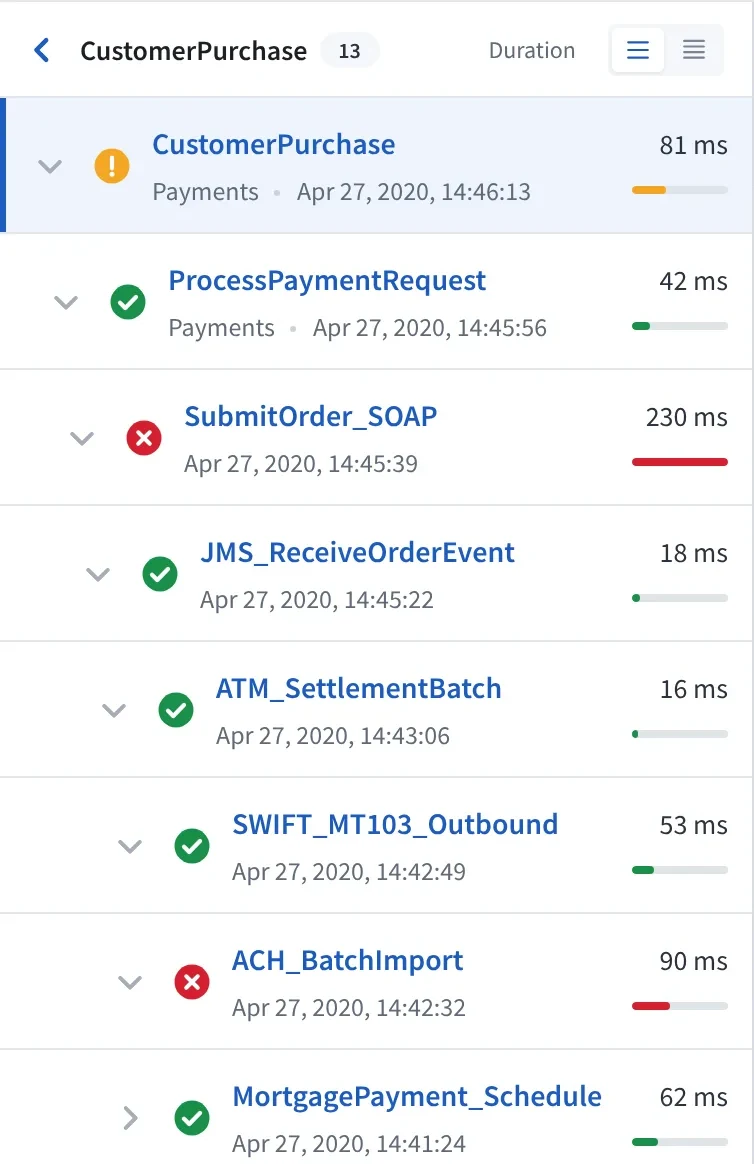 CustomerPurchase 13 Duration
CustomerPurchase 81 ms
Payments • Apr 27, 2020, 14:46:13
ProcessPaymentRequest 42 ms
Payments • Apr 27, 2020, 14:45:56
SubmitOrder_SOAP 230 ms
Apr 27, 2020, 14:45:39
JMS_ReceiveOrderEvent 18 ms
Apr 27, 2020, 14:45:22
ATM_SettlementBatch 16 ms
Apr 27, 2020, 14:43:06
SWIFT_MT103_Outbound 53 ms
Apr 27, 2020, 14:42:49
ACH_BatchImport 90 ms
Apr 27, 2020, 14:42:32
MortgagePayment_Schedule 62 ms
Apr 27, 2020, 14:41:24